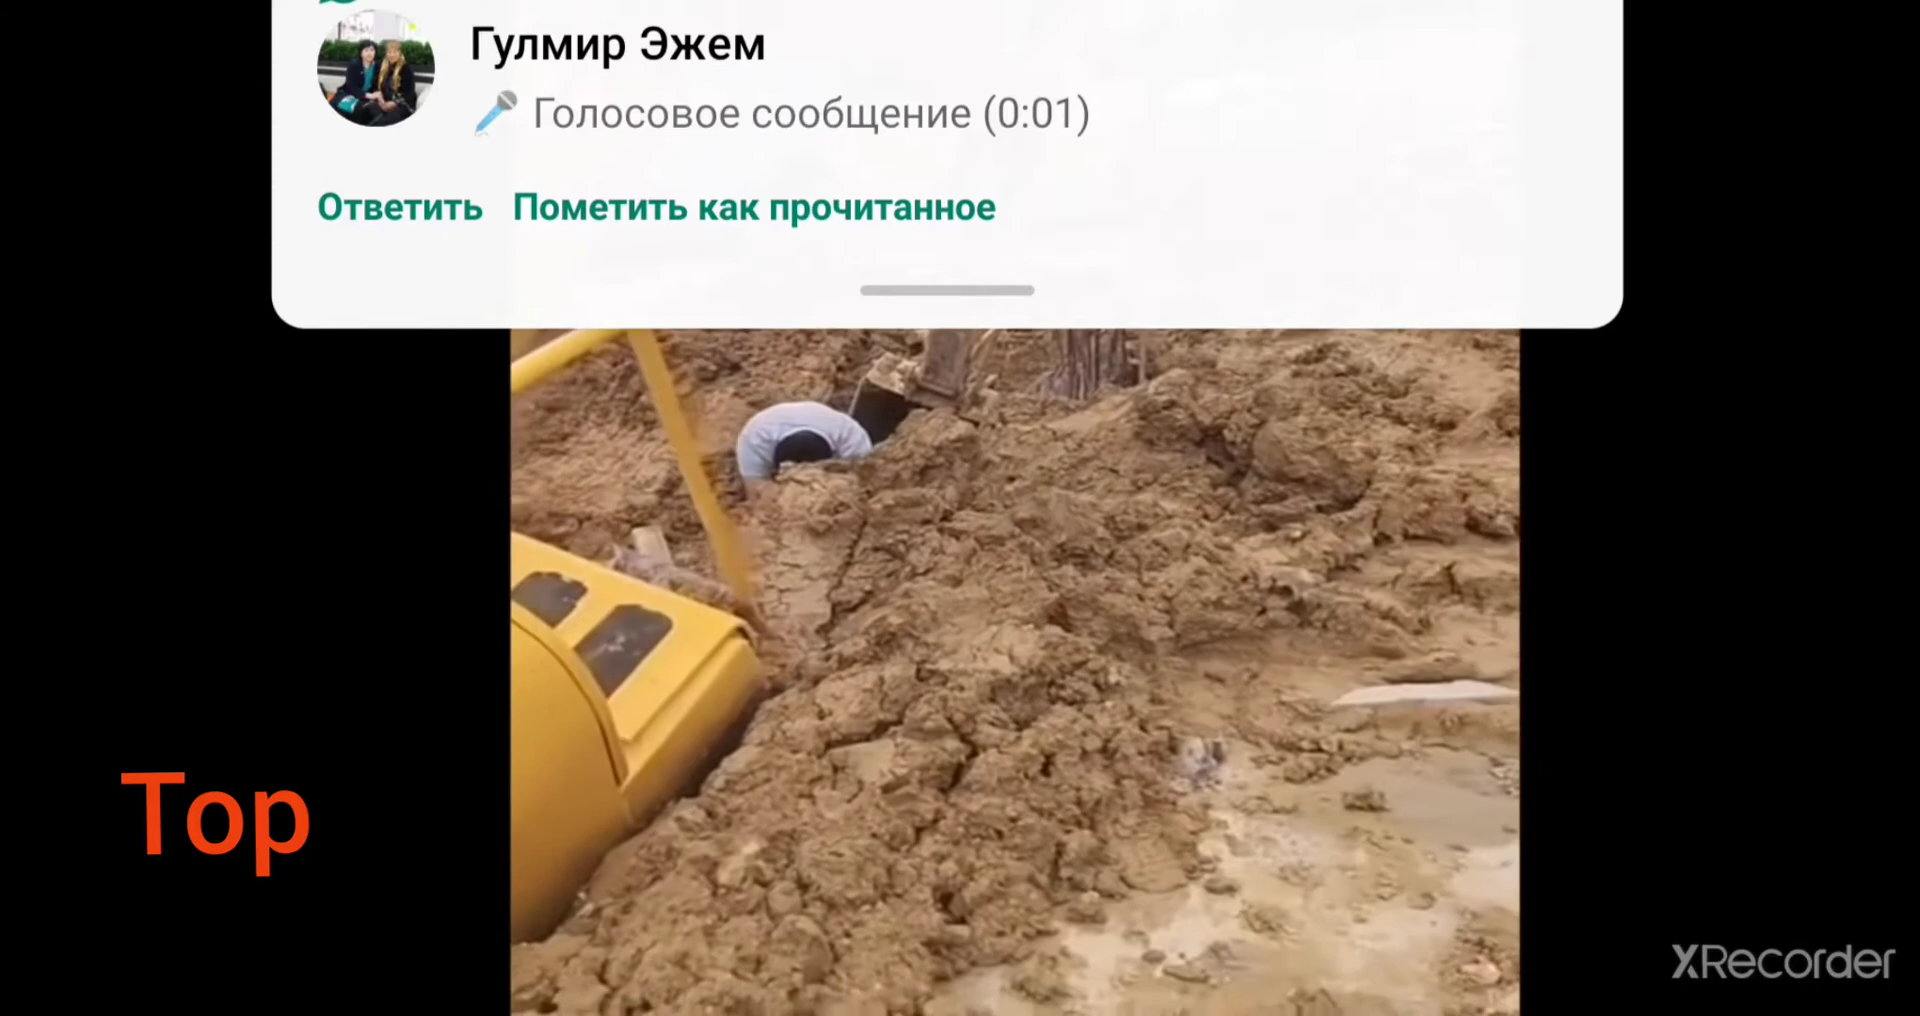 Гулмир Эжем
🎤 Голосовое сообщение (0:01)
Ответить Пометить как прочитанное
Top
XRecorder